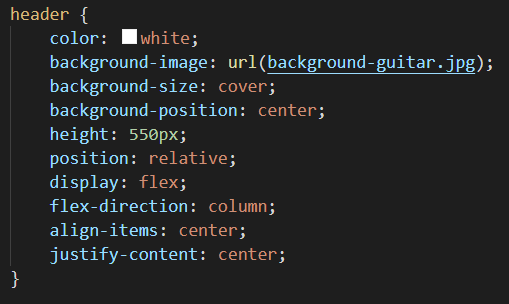 header {
color: white;
background-image: url(background-guitar.jpg);
background-size: cover;
background-position: center;
height: 550px;
position: relative;
display: flex;
flex-direction: column;
align-items: center;
justify-content: center;
}